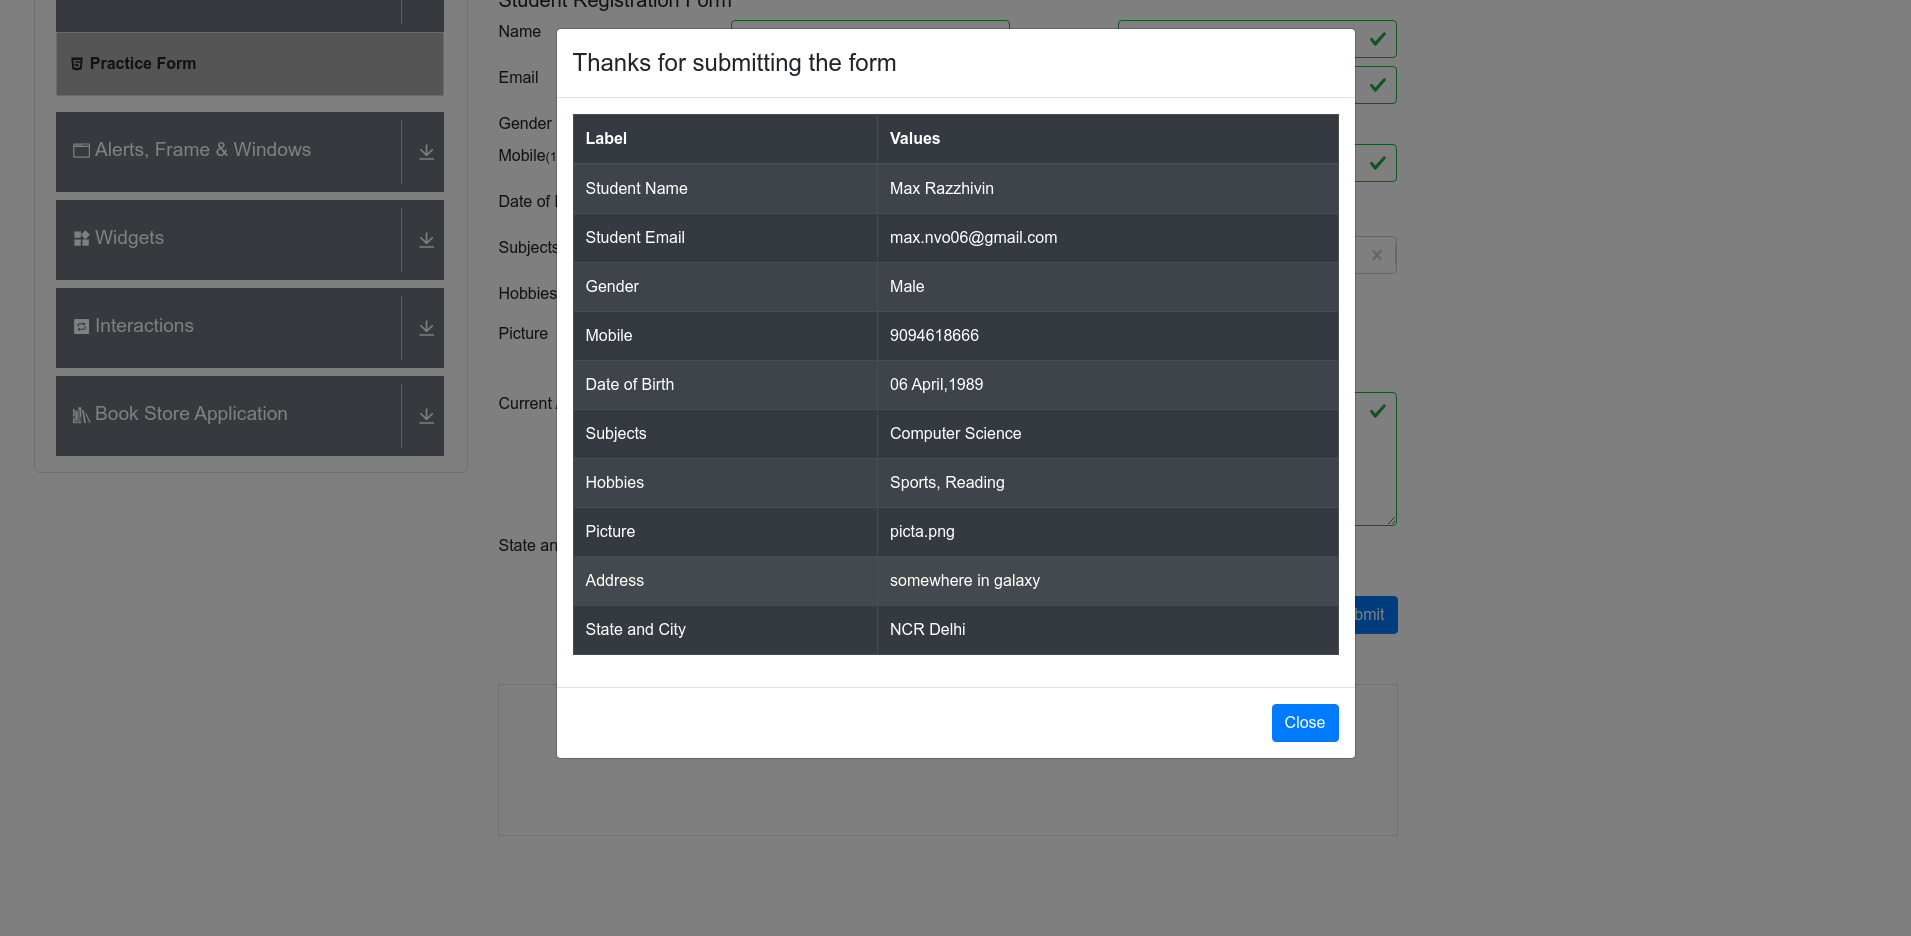 Student Registration Form
Name
Practice Form
Email
Gender
Mobile(1
Date of
Subjects
Hobbies
Picture
Current
State an
Alerts, Frame & Windows
Widgets
Interactions
Book Store Application
Thanks for submitting the form
Label Values
Student Name Max Razzhivin
Student Email max.nvo06@gmail.com
Gender Male
Mobile 9094618666
Date of Birth 06 April,1989
Subjects Computer Science
Hobbies Sports, Reading
Picture picta.png
Address somewhere in galaxy
State and City NCR Delhi
bmit
Close